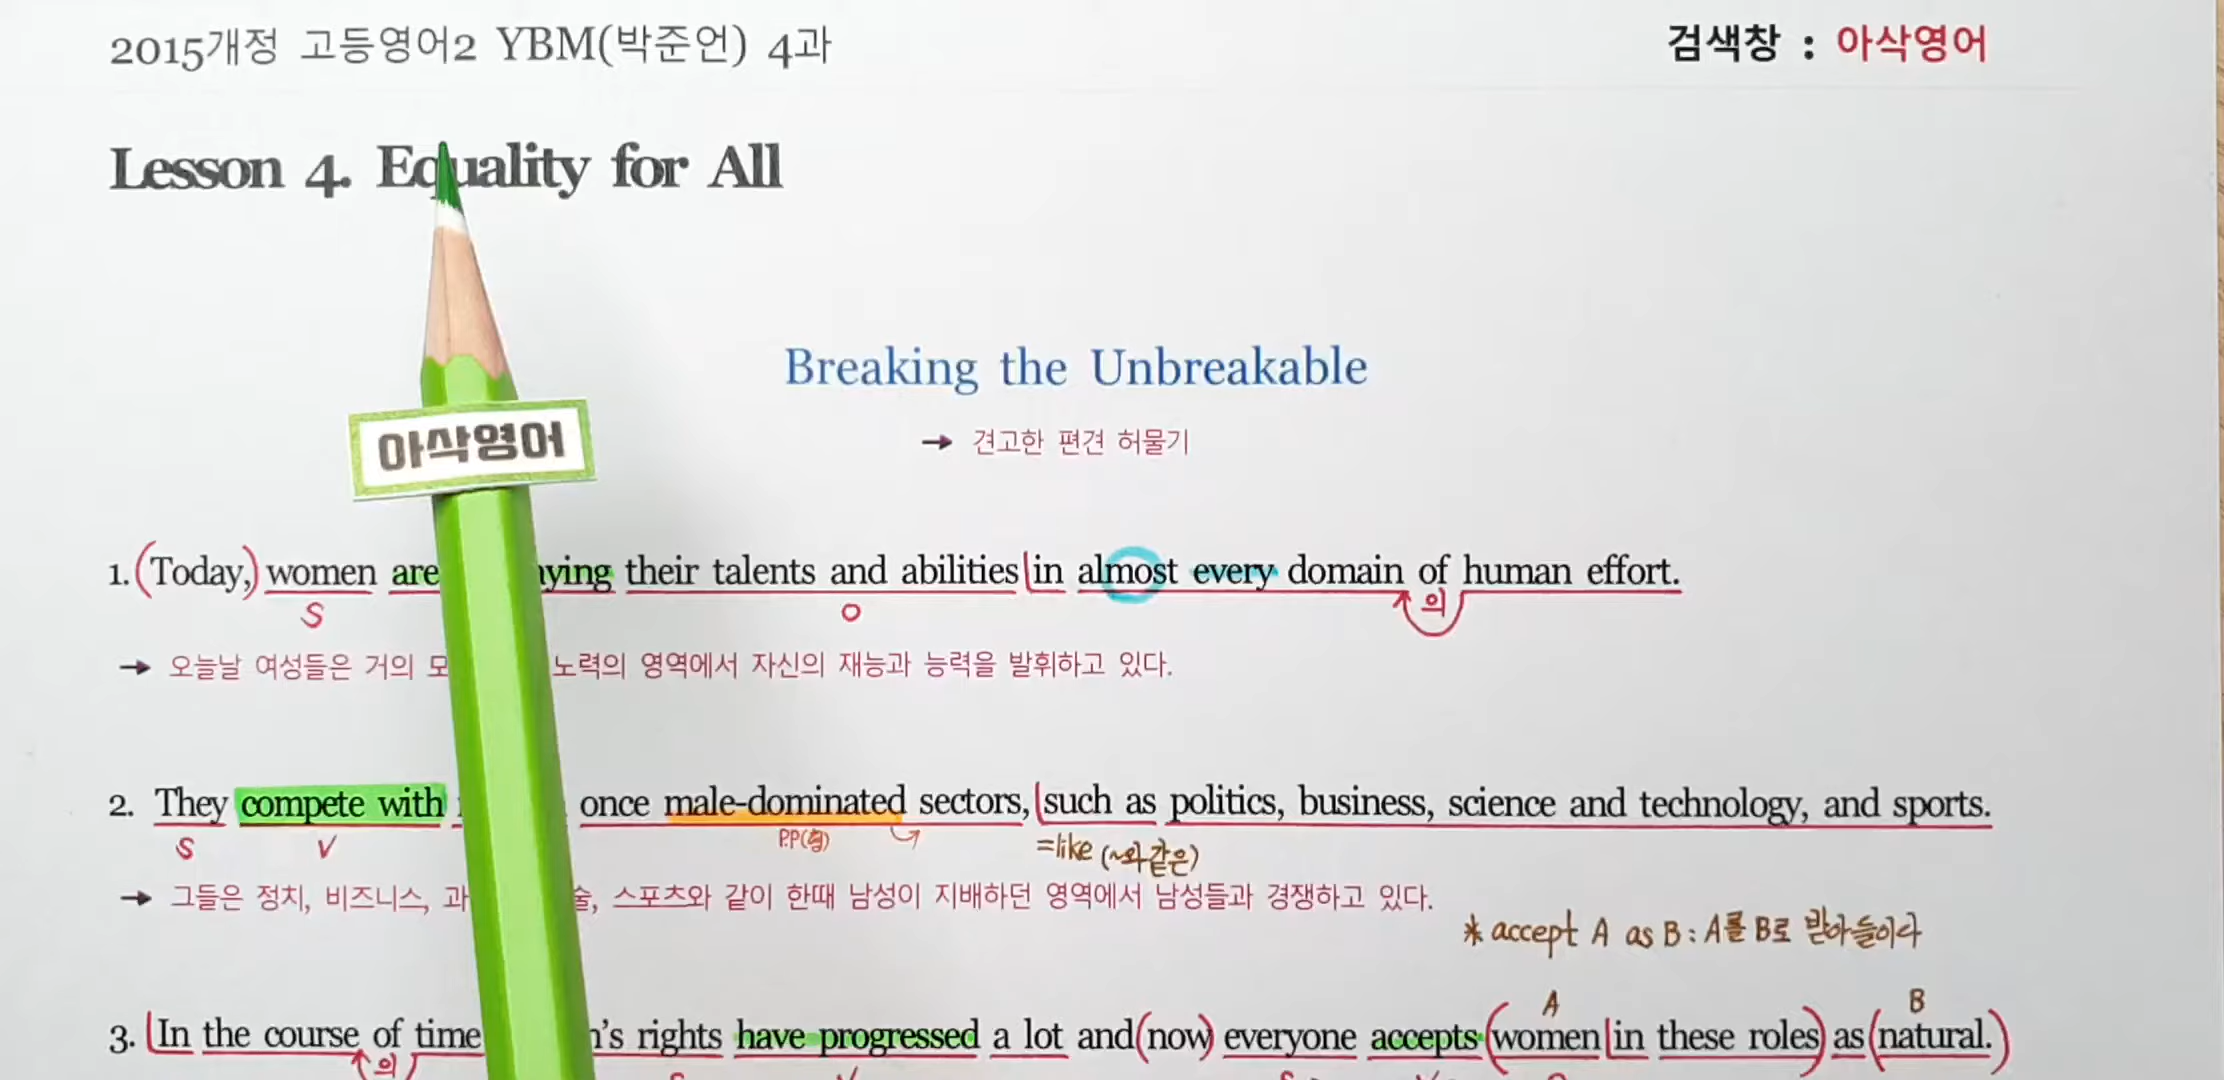 2015개정 고등영어2 YBM(박준언) 4과
검색창 : 아삭영어
Lesson 4. Equality for All
Breaking the Unbreakable
→ 견고한 편견 허물기
아삭영어
1. (Today,) women are ying their talents and abilities in almost every domain of human effort.
S O 의
→ 오늘날 여성들은 거의 모 노력의 영역에서 자신의 재능과 능력을 발휘하고 있다.
2. They compete with once male-dominated sectors, such as politics, business, science and technology, and sports.
S V P.P(형) =like (~와 같은)
→ 그들은 정치, 비즈니스, 과 술, 스포츠와 같이 한때 남성이 지배하던 영역에서 남성들과 경쟁하고 있다.
* accept A as B : A를 B로 받아들이다
A B
3. In the course of time 's rights have progressed a lot and (now) everyone accepts (women in these roles) as (natural.)
의